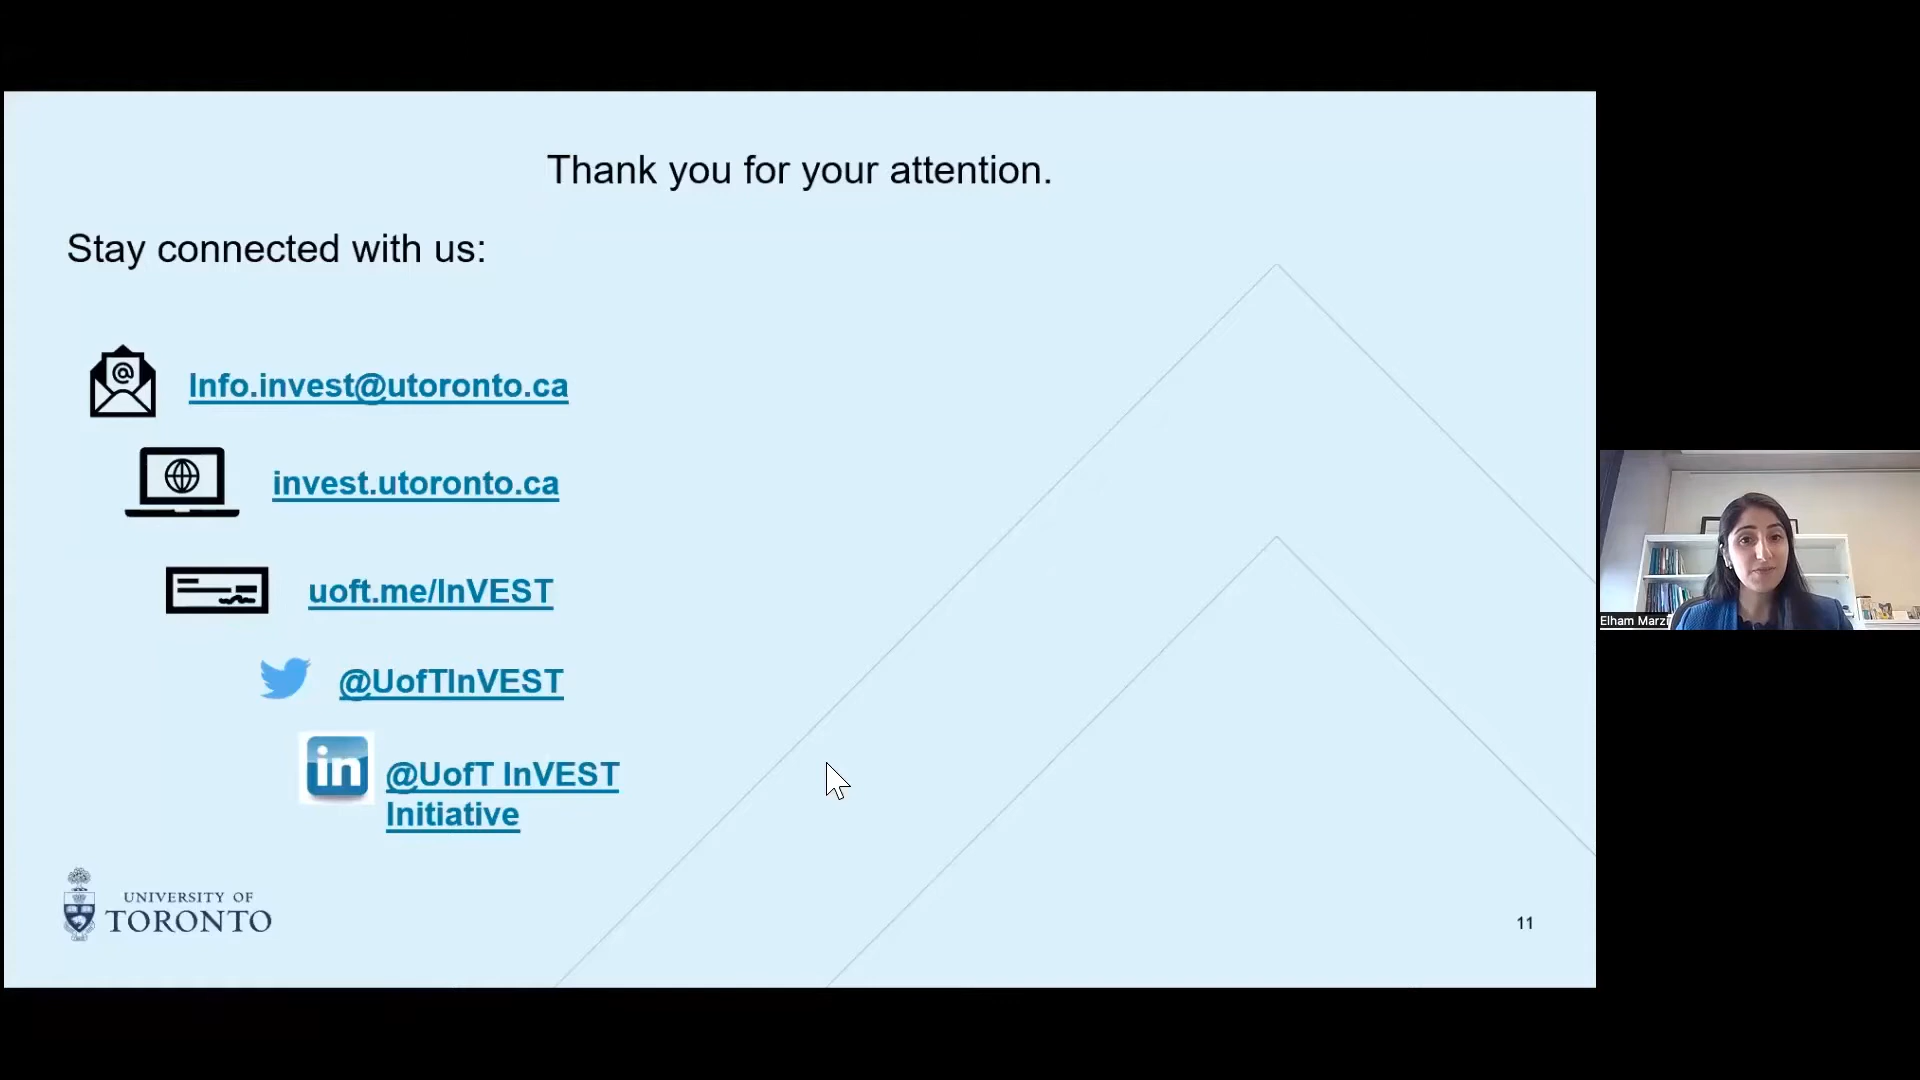 Thank you for your attention.
Stay connected with us:
Info.invest@utoronto.ca
invest.utoronto.ca
uoft.me/InVEST
@UofTInVEST
in
@UofT InVEST
Initiative
UNIVERSITY OF
TORONTO
11
Elham Marzi